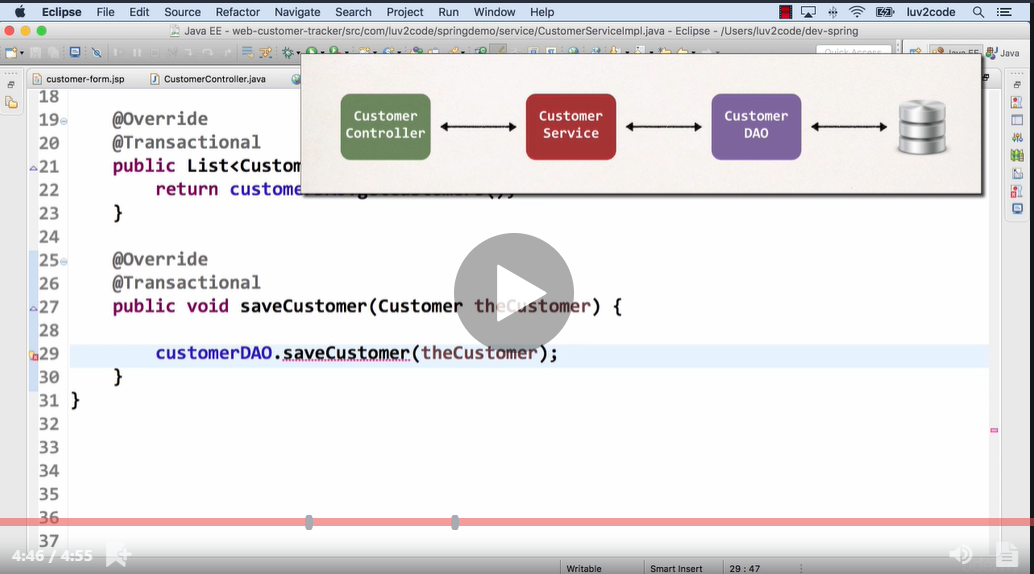 Eclipse File Edit Source Refactor Navigate Search Project Run Window Help luv2code
Java EE - web-customer-tracker/src/com/luv2code/springdemo/service/CustomerServiceImpl.java - Eclipse - /Users/luv2code/dev-spring
Quick Access Java EE Java
customer-form.jsp CustomerController.java
Customer Controller
Customer Service
Customer DAO
18
19 @Override
20 @Transactional
21 public List<Custom
22 return custome
23 }
24
25 @Override
26 @Transactional
27 public void saveCustomer(Customer theCustomer) {
28
29 customerDAO.saveCustomer(theCustomer);
30 }
31 }
32
33
34
35
36
37
4:46 / 4:55
Writable Smart Insert 29 : 47